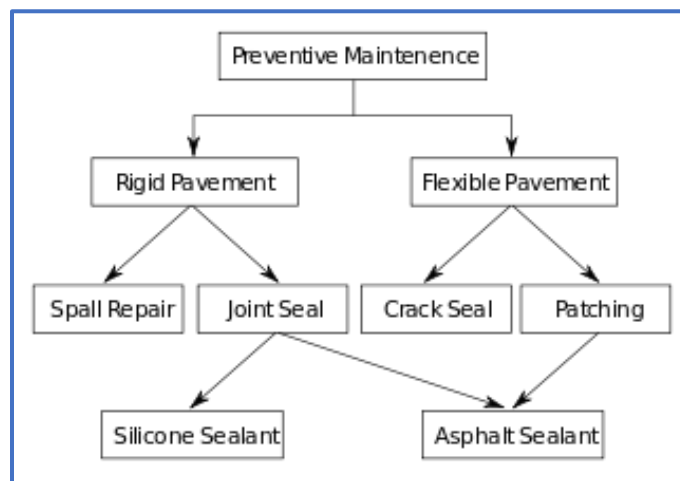 Preventive Maintenence
Rigid Pavement
Flexible Pavement
Spall Repair
Joint Seal
Crack Seal
Patching
Silicone Sealant
Asphalt Sealant